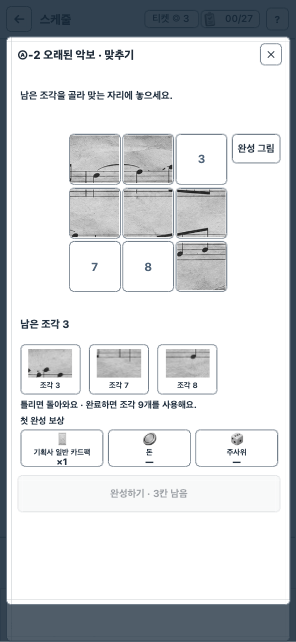 스케줄
티켓 3
00/27
?
Ⓐ-2 오래된 악보 · 맞추기
×
남은 조각을 골라 맞는 자리에 놓으세요.
3
완성 그림
7
8
남은 조각 3
조각 3
조각 7
조각 8
틀리면 돌아와요 · 완료하면 조각 9개를 사용해요.
첫 완성 보상
기획사 일반 카드팩
×1
돈
—
주사위
—
완성하기 · 3칸 남음